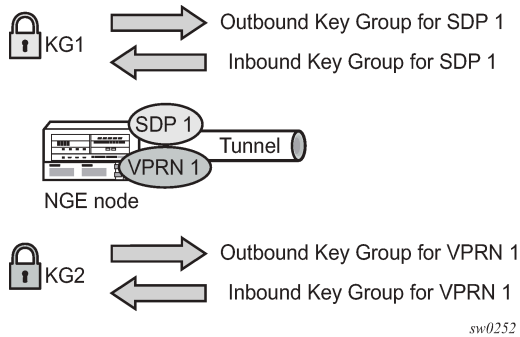 KG1
Outbound Key Group for SDP 1
Inbound Key Group for SDP 1
SDP 1
Tunnel
VPRN 1
NGE node
KG2
Outbound Key Group for VPRN 1
Inbound Key Group for VPRN 1
sw0252